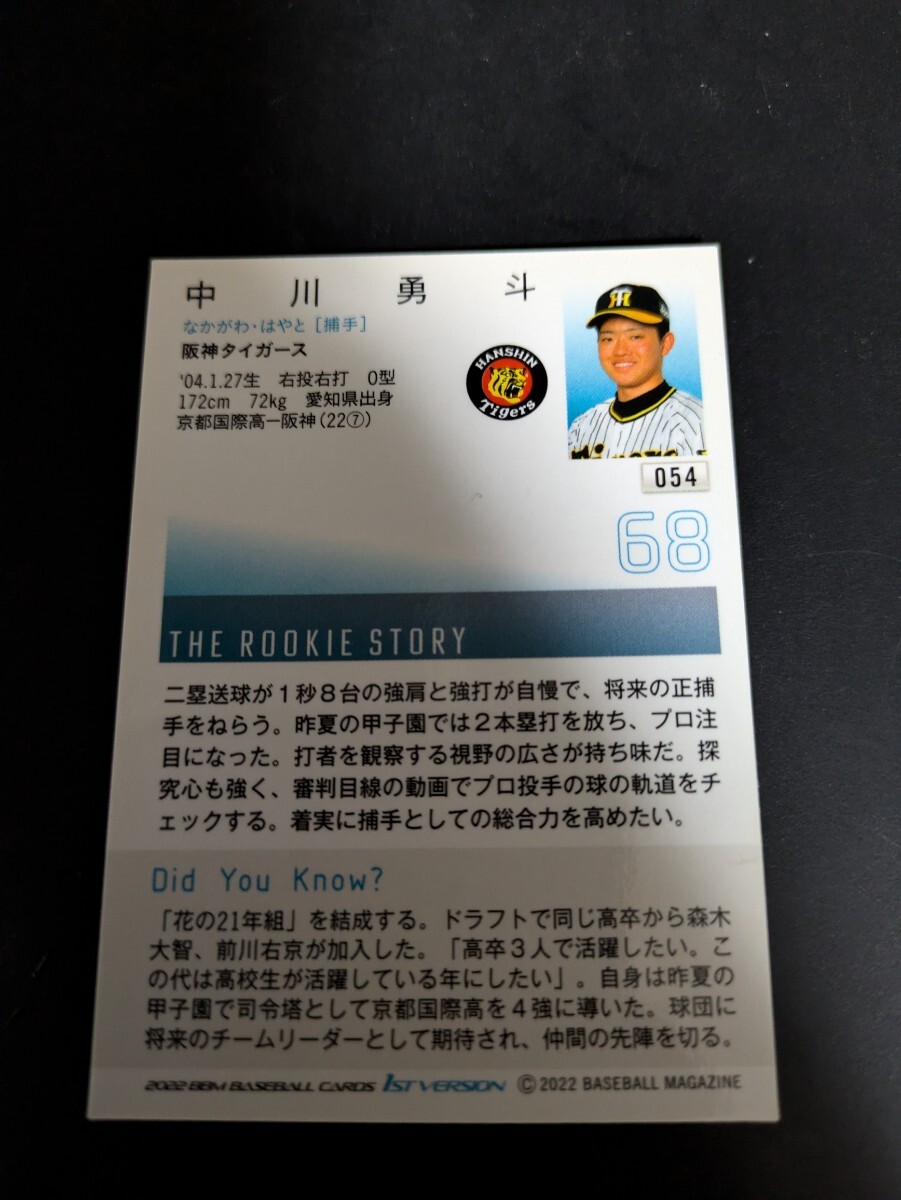 中川勇斗
なかがわ・はやと［捕手］
阪神タイガース
'04.1.27生 右投右打 O型
172cm 72kg 愛知県出身
京都国際高ー阪神(22⑦)
HANSHIN
Tigers
054
68
THE ROOKIE STORY
二塁送球が１秒８台の強肩と強打が自慢で、将来の正捕
手をねらう。昨夏の甲子園では２本塁打を放ち、プロ注
目になった。打者を観察する視野の広さが持ち味だ。探
究心も強く、審判目線の動画でプロ投手の球の軌道をチ
ェックする。着実に捕手としての総合力を高めたい。
Did You Know?
「花の21年組」を結成する。ドラフトで同じ高卒から森木
大智、前川右京が加入した。「高卒３人で活躍したい。こ
の代は高校生が活躍している年にしたい」。自身は昨夏の
甲子園で司令塔として京都国際高を４強に導いた。球団に
将来のチームリーダーとして期待され、仲間の先陣を切る。
2022 BBM BASEBALL CARDS 1ST VERSION ©2022 BASEBALL MAGAZINE